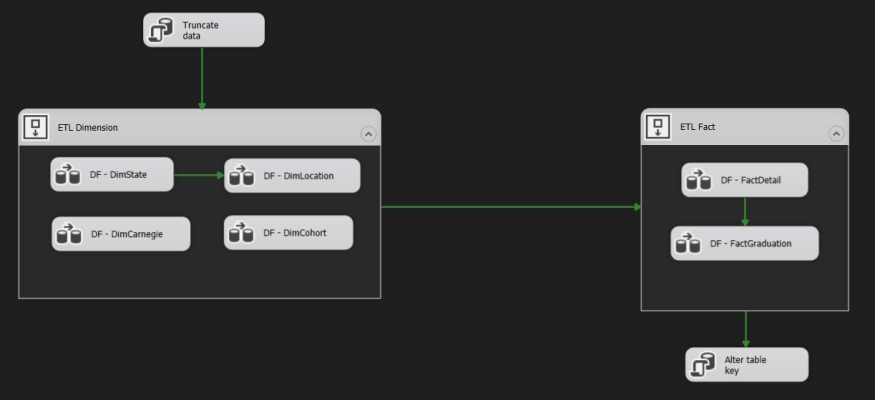 Truncate
data
ETL Dimension
DF - DimState
DF - DimLocation
DF - DimCarnegie
DF - DimCohort
ETL Fact
DF - FactDetail
DF - FactGraduation
Alter table
key